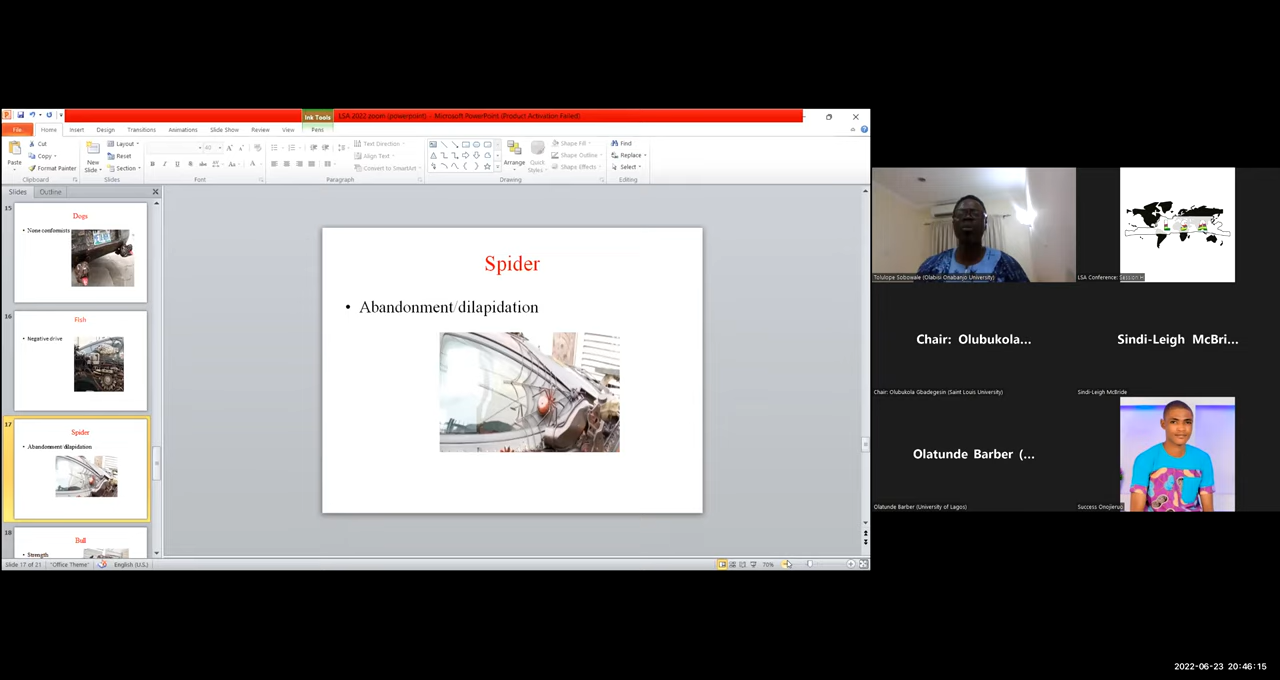 Ink Tools
LSA 2022 zoom (powerpoint) - Microsoft PowerPoint (Product Activation Failed)
File
Home
Insert
Design
Transitions
Animations
Slide Show
Review
View
Pens
Paste
Cut
Copy
Format Painter
Clipboard
New
Slide
Layout
Reset
Section
Slides
Font
Text Direction
Align Text
Convert to SmartArt
Paragraph
Arrange
Quick
Styles
Shape Fill
Shape Outline
Shape Effects
Drawing
Find
Replace
Select
Editing
Slides
Outline
15
Dogs
• None conformists
16
Fish
• Negative drive
17
Spider
• Abandonment/dilapidation
18
Bull
• Strength
Spider
• Abandonment/dilapidation
Slide 17 of 21
"Office Theme"
English (U.S.)
70%
Tolulope Sobowale (Olabisi Onabanjo University)
LSA Conference: Session H
Chair: Olubukola...
Chair: Olubukola Gbadegesin (Saint Louis University)
Sindi-Leigh McBri...
Sindi-Leigh McBride
Olatunde Barber (...
Olatunde Barber (University of Lagos)
Success Onojieruo
2022-06-23 20:46:15